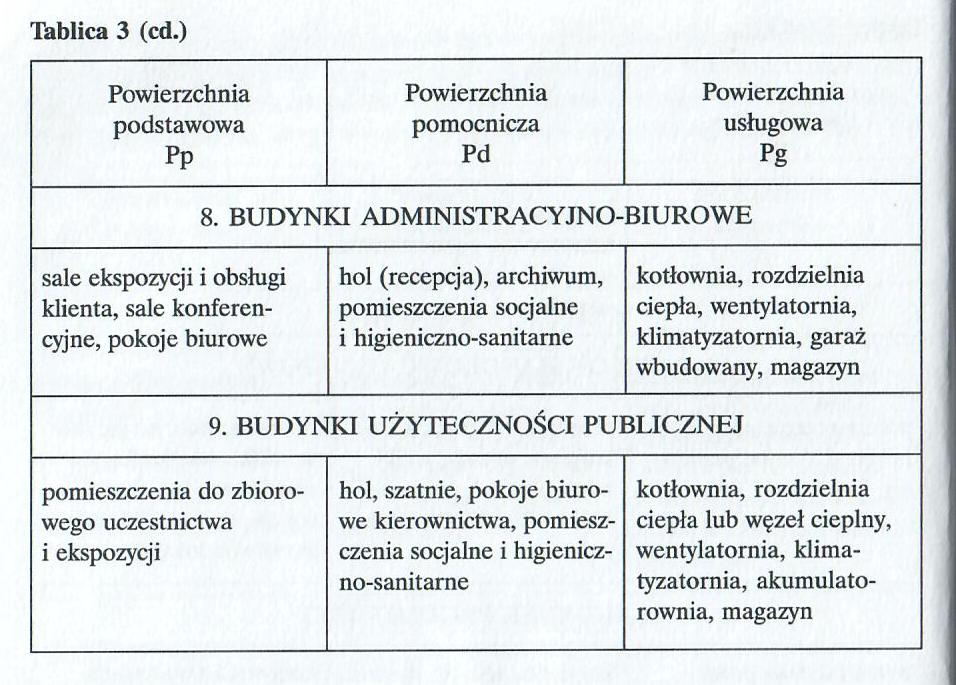 Tablica 3 (cd.)
Powierzchnia
podstawowa
Pp
Powierzchnia
pomocnicza
Pd
Powierzchnia
usługowa
Pg
8. BUDYNKI ADMINISTRACYJNO-BIUROWE
sale ekspozycji i obsługi
klienta, sale konferen-
cyjne, pokoje biurowe
hol (recepcja), archiwum,
pomieszczenia socjalne
i higieniczno-sanitarne
kotłownia, rozdzielnia
ciepła, wentylatornia,
klimatyzatornia, garaż
wbudowany, magazyn
9. BUDYNKI UŻYTECZNOŚCI PUBLICZNEJ
pomieszczenia do zbioro-
wego uczestnictwa
i ekspozycji
hol, szatnie, pokoje biuro-
we kierownictwa, pomiesz-
czenia socjalne i higienicz-
no-sanitarne
kotłownia, rozdzielnia
ciepła lub węzeł cieplny,
wentylatornia, klima-
tyzatornia, akumulato-
rownia, magazyn